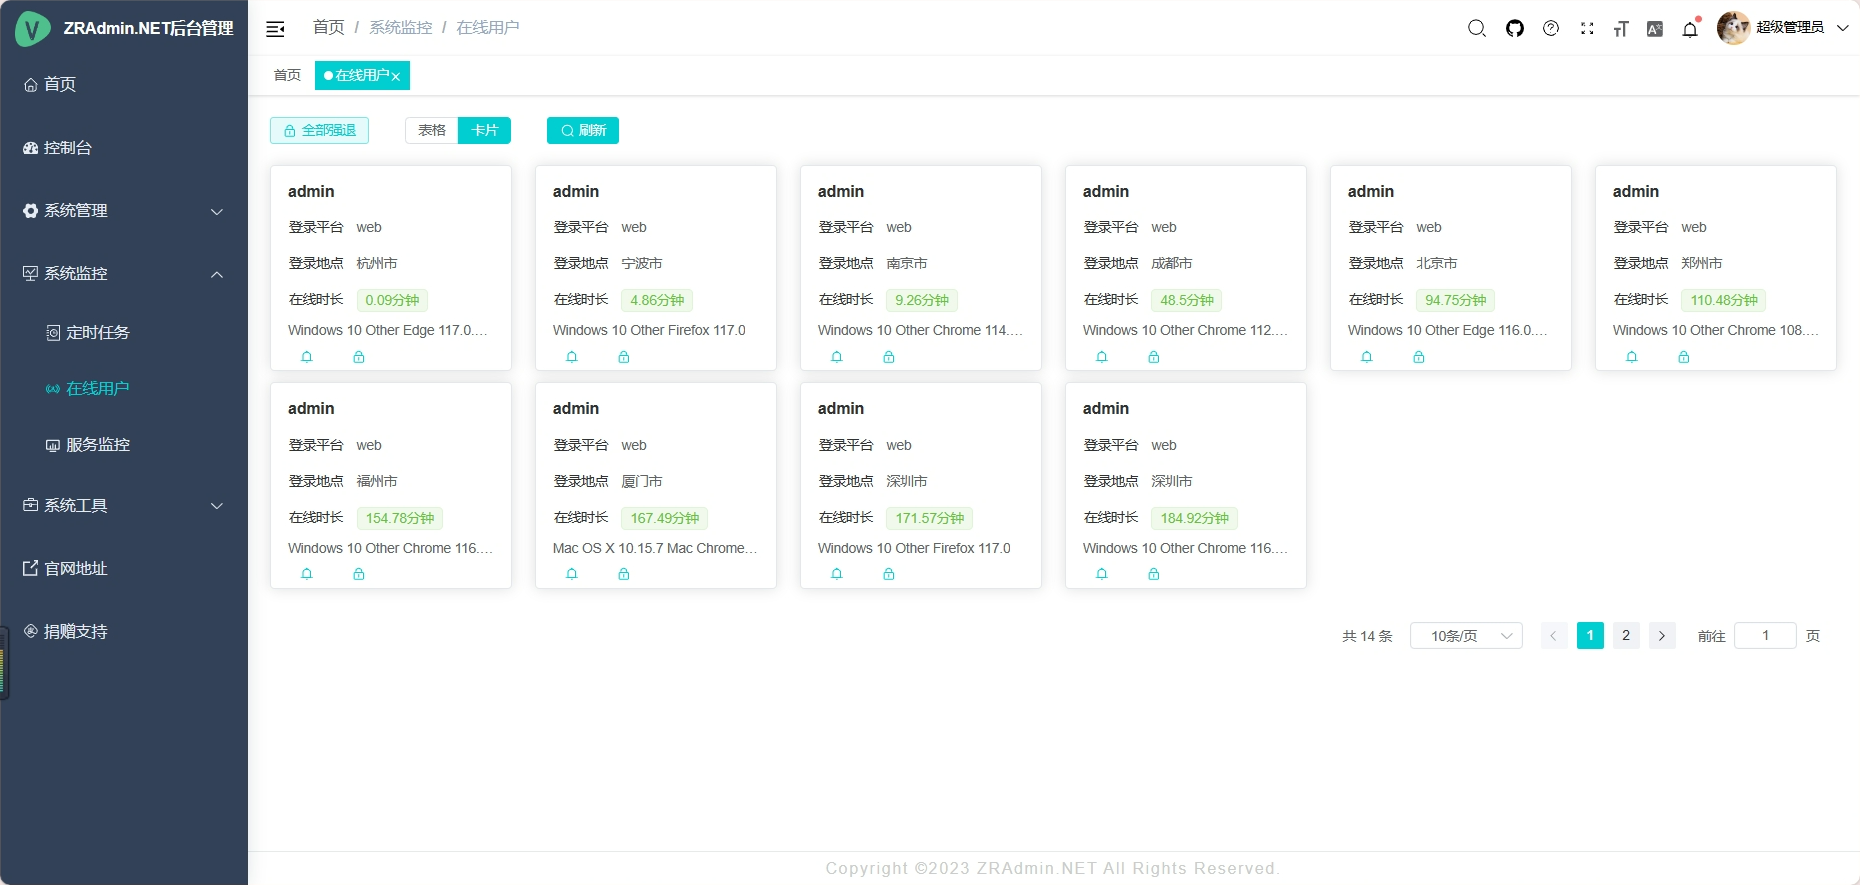 ZRAdmin.NET后台管理
首页
控制台
系统管理
系统监控
定时任务
在线用户
服务监控
系统工具
官网地址
捐赠支持
首页 / 系统监控 / 在线用户
超级管理员
首页 在线用户
全部强退 表格 卡片 刷新
admin
登录平台 web
登录地点 杭州市
在线时长 0.09分钟
Windows 10 Other Edge 117.0....
admin
登录平台 web
登录地点 宁波市
在线时长 4.86分钟
Windows 10 Other Firefox 117.0
admin
登录平台 web
登录地点 南京市
在线时长 9.26分钟
Windows 10 Other Chrome 114....
admin
登录平台 web
登录地点 成都市
在线时长 48.5分钟
Windows 10 Other Chrome 112....
admin
登录平台 web
登录地点 北京市
在线时长 94.75分钟
Windows 10 Other Edge 116.0....
admin
登录平台 web
登录地点 郑州市
在线时长 110.48分钟
Windows 10 Other Chrome 108....
admin
登录平台 web
登录地点 福州市
在线时长 154.78分钟
Windows 10 Other Chrome 116....
admin
登录平台 web
登录地点 厦门市
在线时长 167.49分钟
Mac OS X 10.15.7 Mac Chrome...
admin
登录平台 web
登录地点 深圳市
在线时长 171.57分钟
Windows 10 Other Firefox 117.0
admin
登录平台 web
登录地点 深圳市
在线时长 184.92分钟
Windows 10 Other Chrome 116....
共 14 条 10条/页 1 2 前往 1 页
Copyright ©2023 ZRAdmin.NET All Rights Reserved.